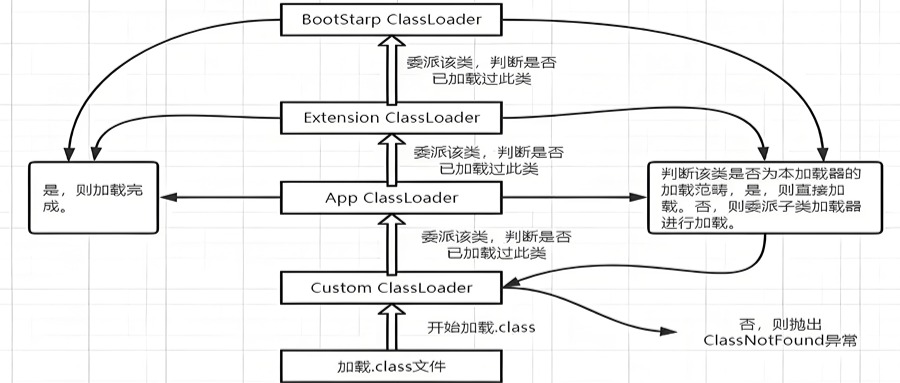 BootStarp ClassLoader
委派该类，判断是否
已加载过此类
Extension ClassLoader
委派该类，判断是否
已加载过此类
是，则加载完
成。
App ClassLoader
判断该类是否为本加载器的
加载范畴，是，则直接加
载。否，则委派子类加载器
进行加载。
委派该类，判断是否
已加载过此类
Custom ClassLoader
开始加载.class
否，则抛出
ClassNotFound异常
加载.class文件